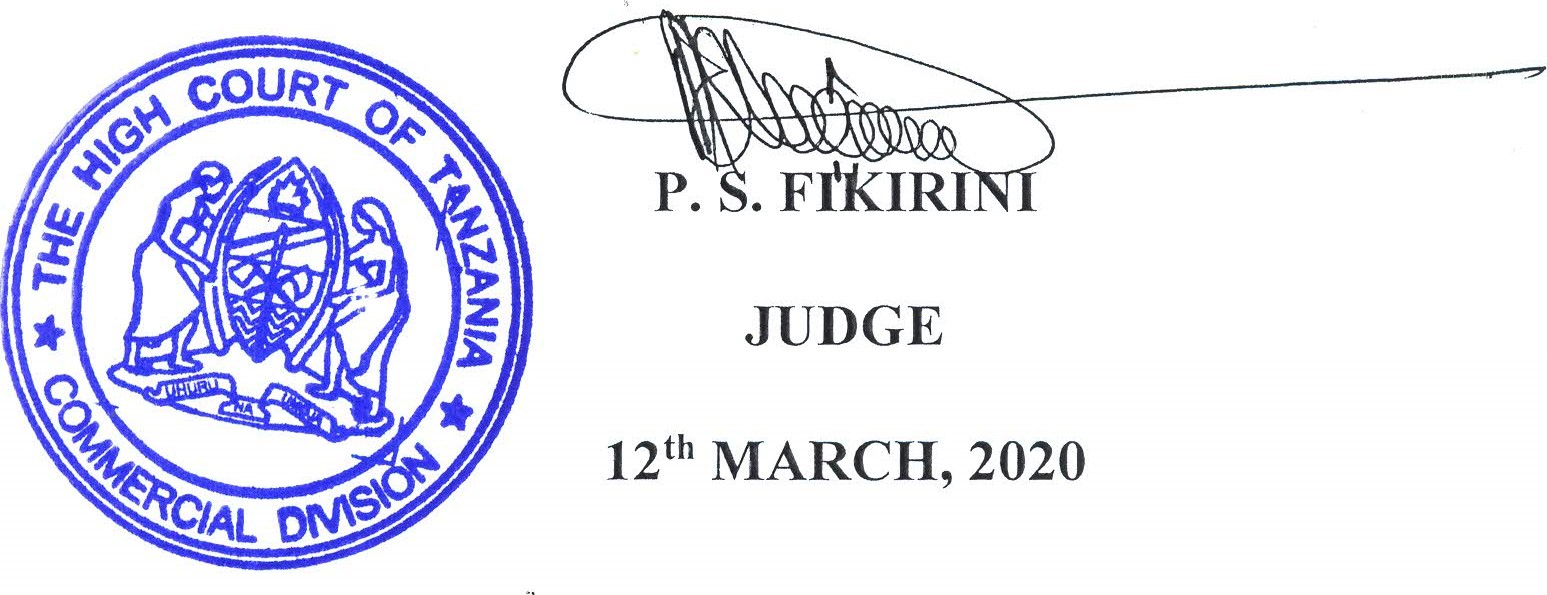 THE HIGH COURT OF TANZANIA
★ COMMERCIAL DIVISION ★
UHURU NA UMOJA
P. S. FIKIRINI
JUDGE
12th MARCH, 2020